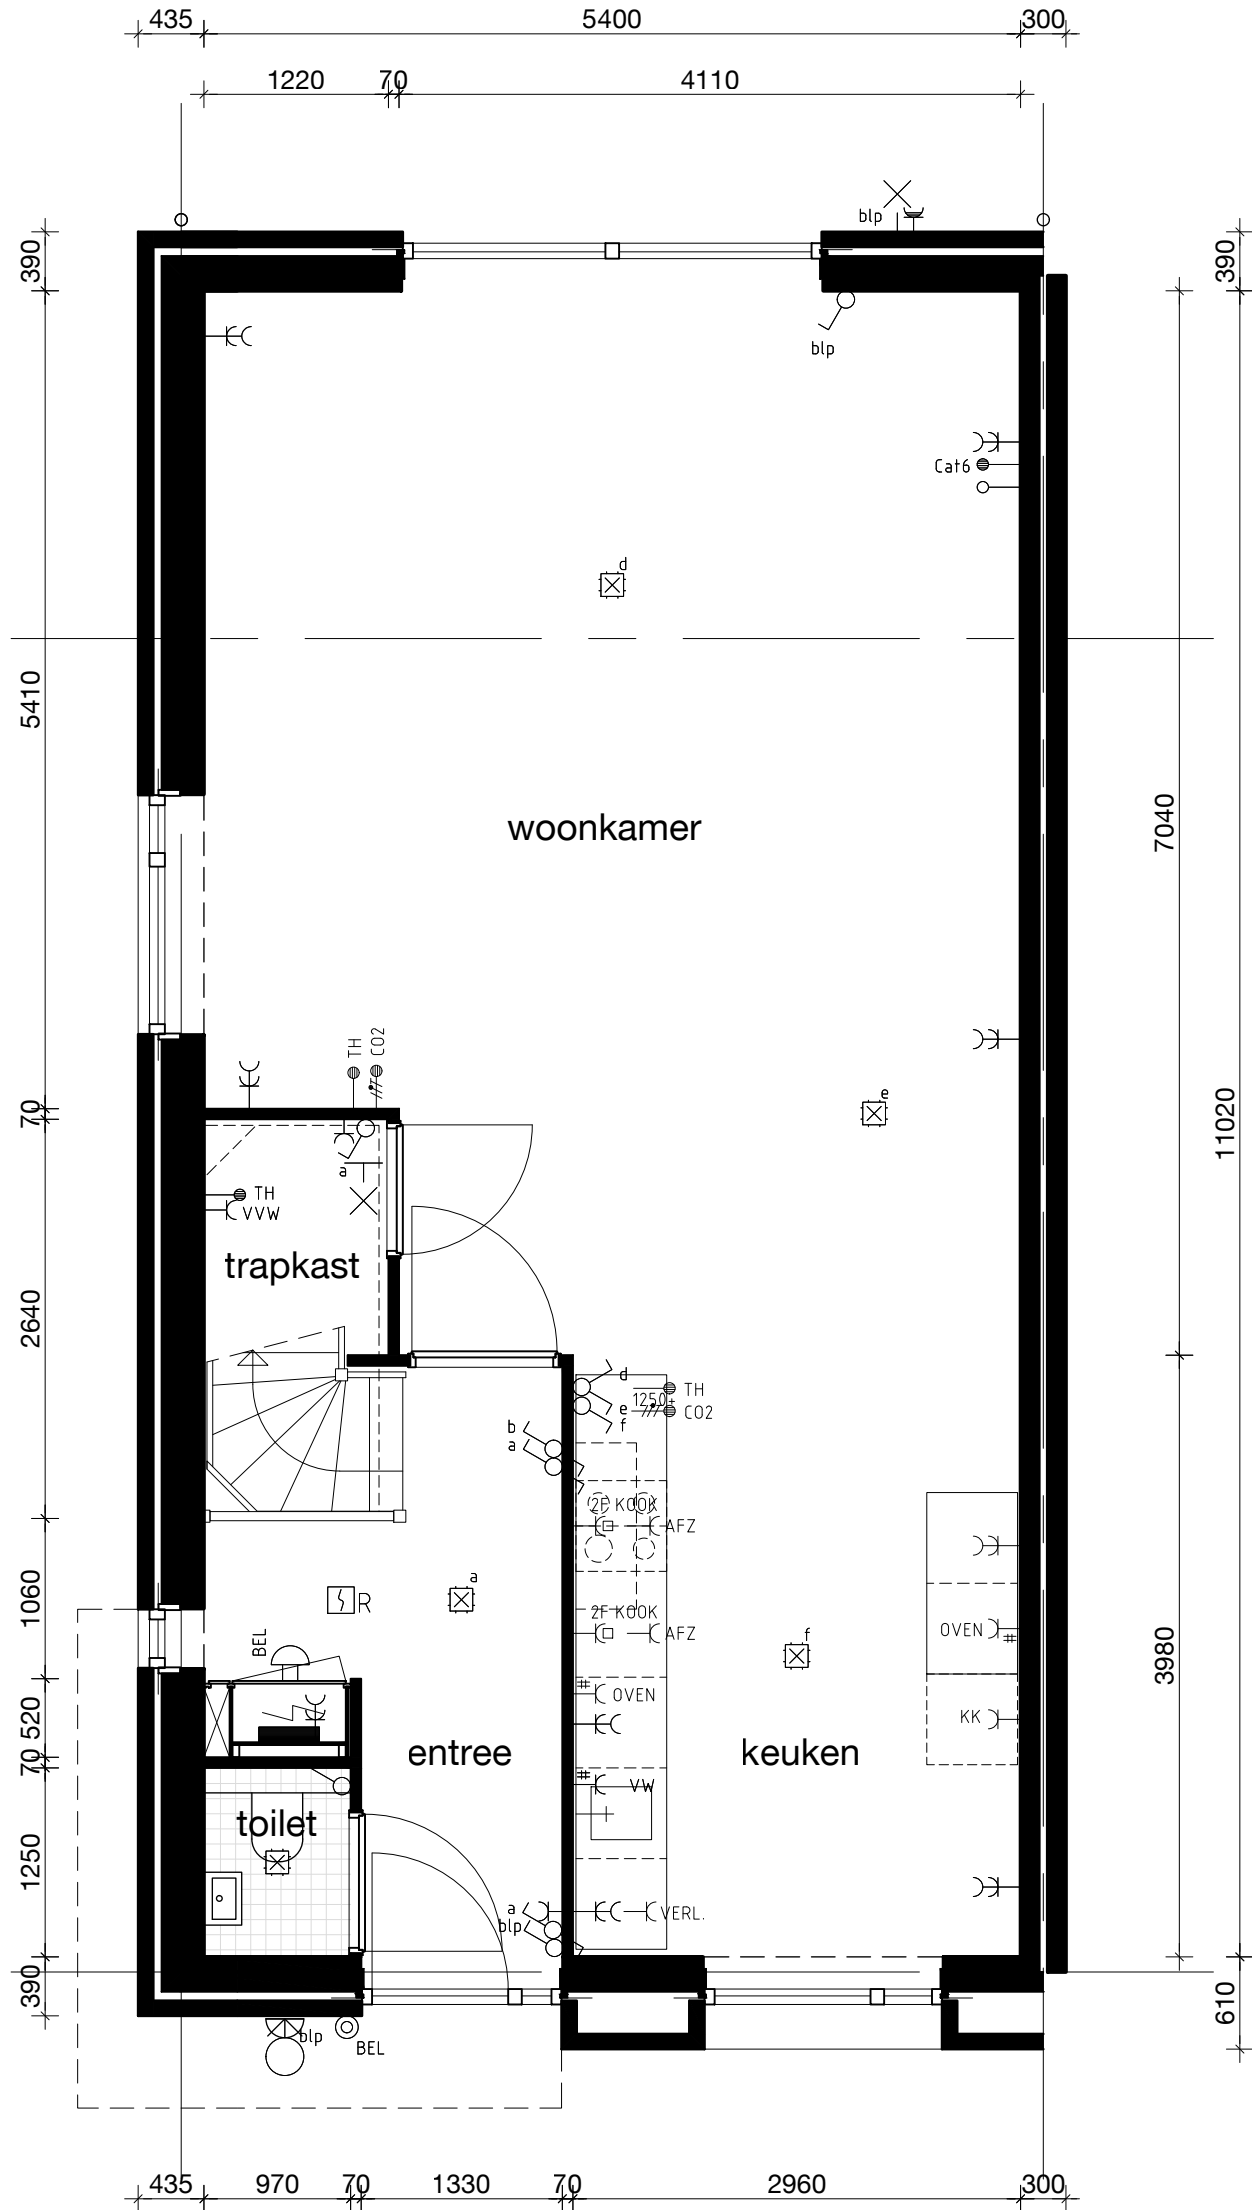 435 5400 300
1220 70 4110
blp
390 390
blp
Cat6
d
5410
woonkamer
7040
TH CO2
e
70
11020
a
TH
VVW
trapkast
2640
d
TH
1250+
e
CO2
f
b
a
2F KOOK
AFZ
a
R
1060
2F KOOK
AFZ
f
OVEN
#
BEL
3980
# OVEN
520
KK
entree
keuken
70
# VW
toilet
1250
a
VERL.
blp
390
610
blp
BEL
435 970 70 1330 70 2960 300